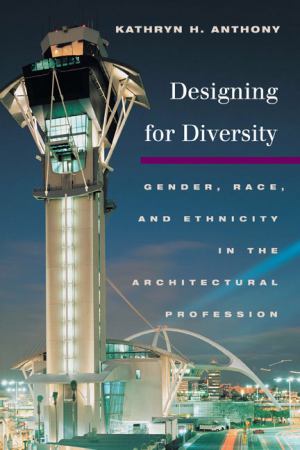 KATHRYN H. ANTHONY
Designing
for Diversity
GENDER, RACE,
AND ETHNICITY
IN THE
ARCHITECTURAL
PROFESSION